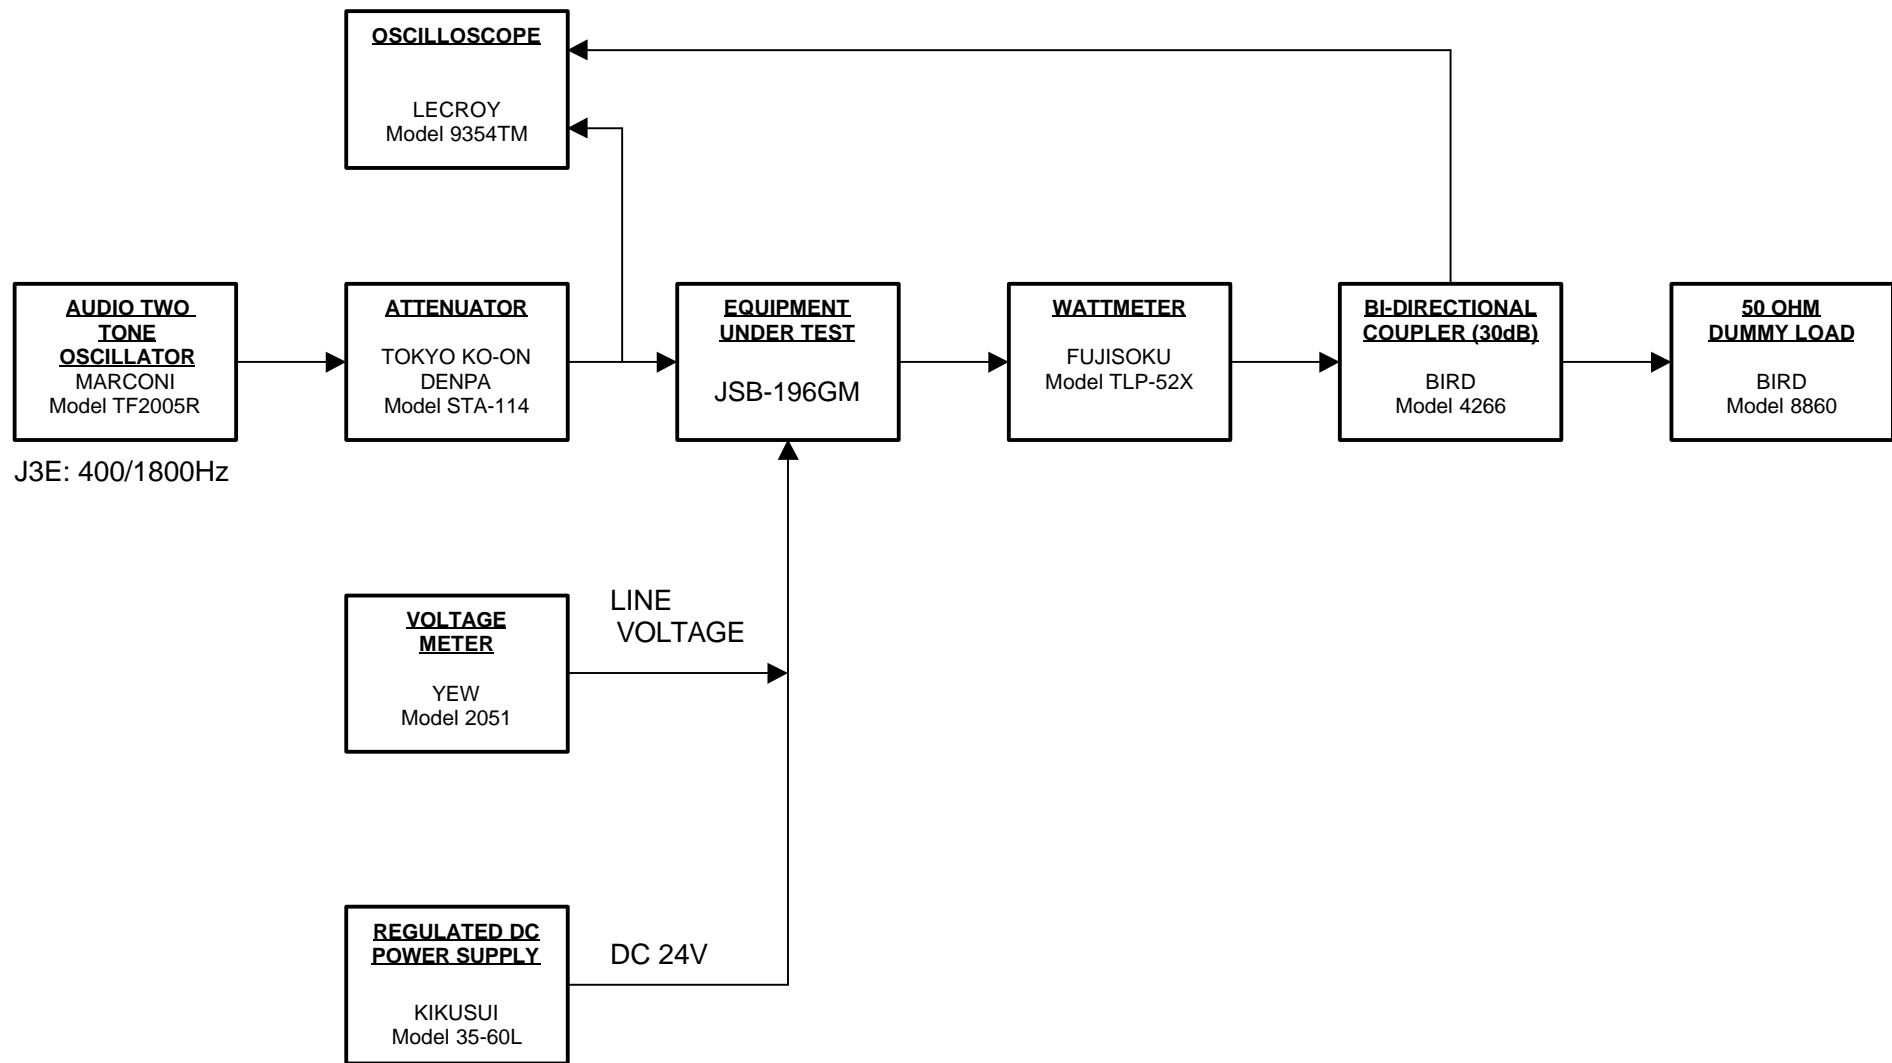 OSCILLOSCOPE
LECROY
Model 9354TM
AUDIO TWO
TONE
OSCILLATOR
MARCONI
Model TF2005R
J3E: 400/1800Hz
ATTENUATOR
TOKYO KO-ON
DENPA
Model STA-114
EQUIPMENT
UNDER TEST
JSB-196GM
WATTMETER
FUJISOKU
Model TLP-52X
BI-DIRECTIONAL
COUPLER (30dB)
BIRD
Model 4266
50 OHM
DUMMY LOAD
BIRD
Model 8860
VOLTAGE
METER
YEW
Model 2051
LINE
VOLTAGE
REGULATED DC
POWER SUPPLY
KIKUSUI
Model 35-60L
DC 24V